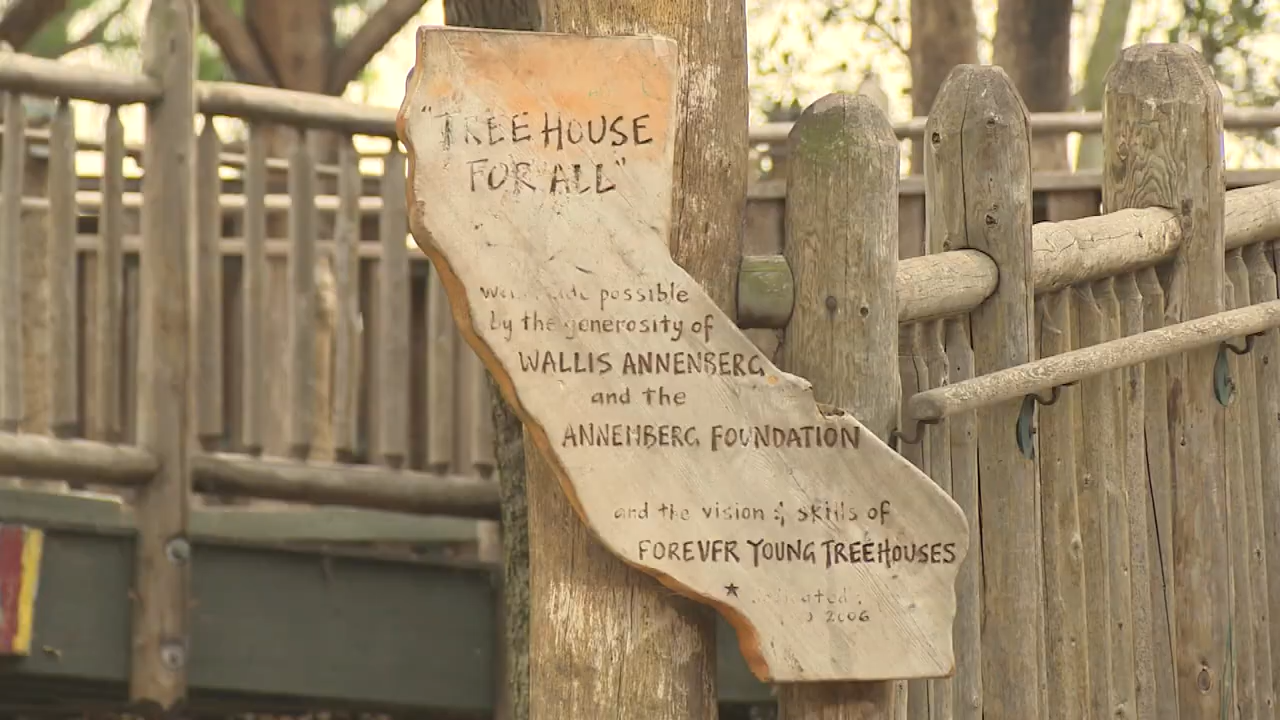 "TREE HOUSE
FOR ALL"
possible
by the generosity of
WALLIS ANNENBERG
and the
ANNENBERG FOUNDATION
and the vision & skills of
FOREVER YOUNG TREEHOUSES
2006